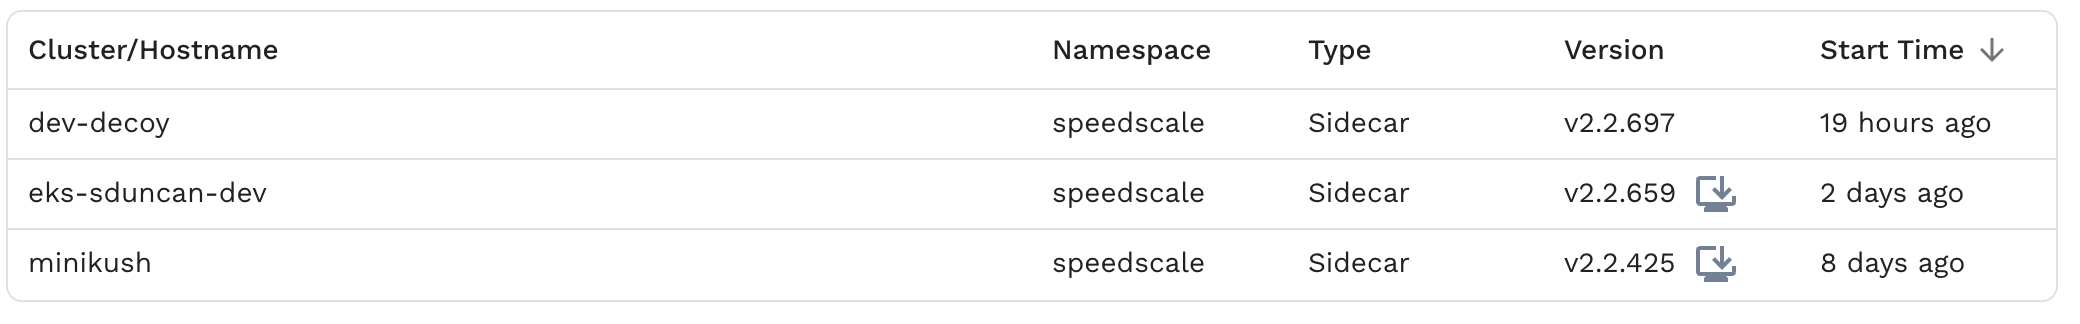 Cluster/Hostname Namespace Type Version Start Time
dev-decoy speedscale Sidecar v2.2.697 19 hours ago
eks-sduncan-dev speedscale Sidecar v2.2.659 2 days ago
minikush speedscale Sidecar v2.2.425 8 days ago